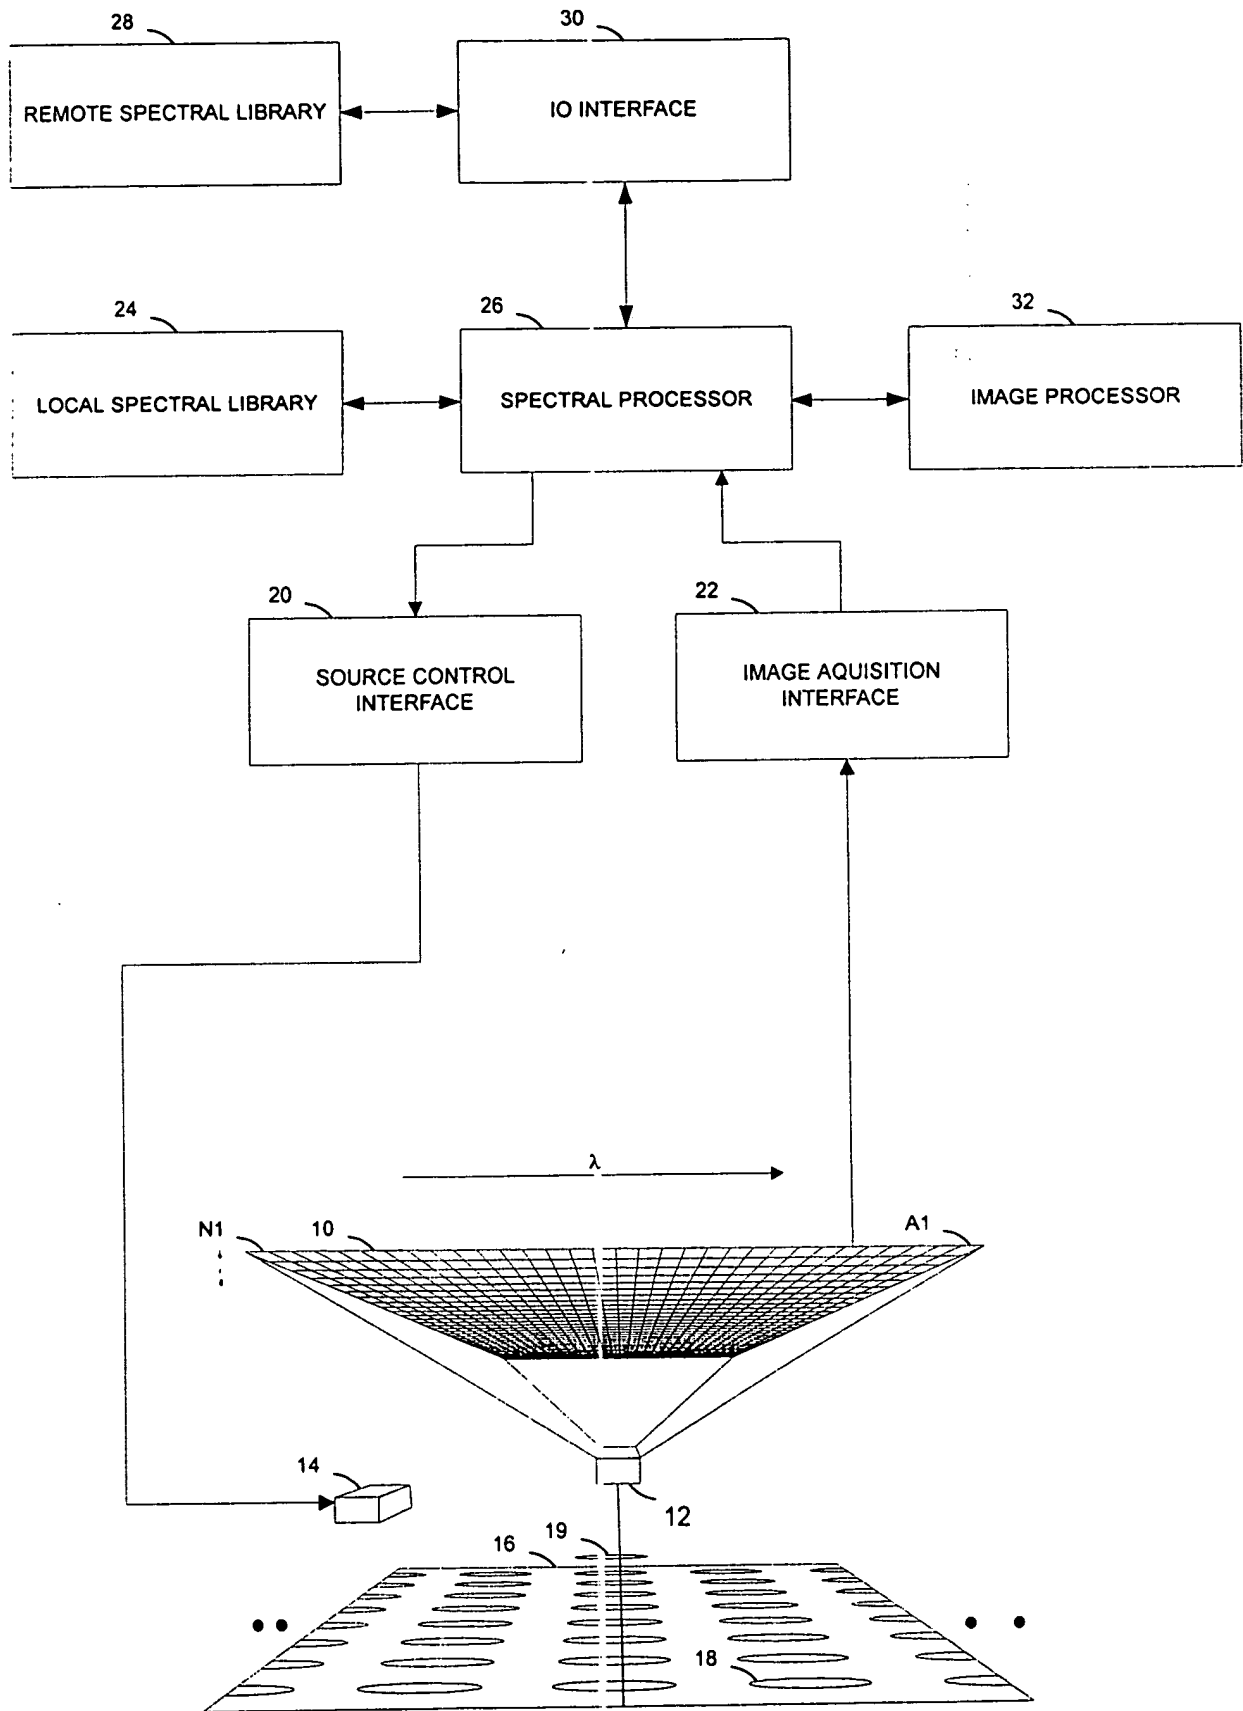 28
30
REMOTE SPECTRAL LIBRARY
IO INTERFACE
24
26
32
LOCAL SPECTRAL LIBRARY
SPECTRAL PROCESSOR
IMAGE PROCESSOR
20
22
SOURCE CONTROL
INTERFACE
IMAGE AQUISITION
INTERFACE
λ
N1
10
A1
14
12
19
16
18